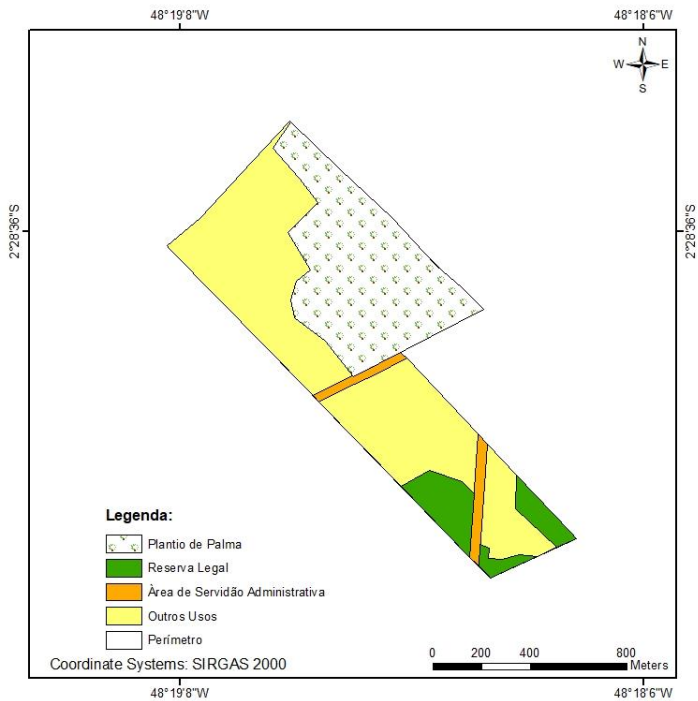 48°19'8"W 48°18'6"W
N
W E
S
2°28'36"S 2°28'36"S
Legenda:
Plantio de Palma
Reserva Legal
Àrea de Servidão Administrativa
Outros Usos
Perímetro
Coordinate Systems: SIRGAS 2000
0 200 400 800
Meters
48°19'8"W 48°18'6"W